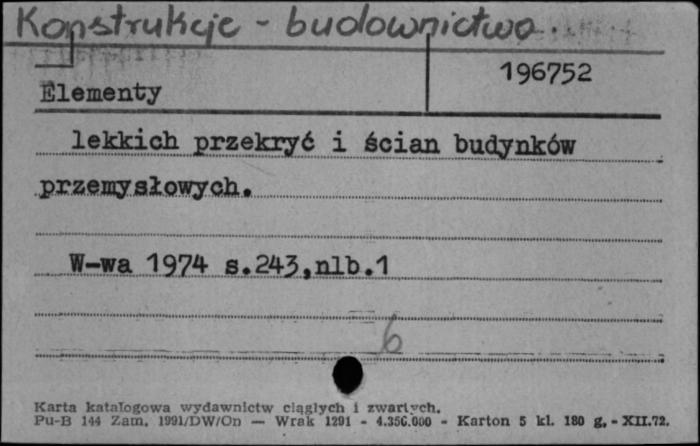 Konstrukcje - budownictwo.
196752
Elementy
lekkich przekryć i ścian budynków
przemysłowych.
W-wa 1974 s.243,nlb.1
6
Karta katalogowa wydawnictw ciągłych i zwartych.
Pu-B 144 Zam. 1991/DW/On — Wrak 1291 - 4.356.000 - Karton 5 kl. 180 g. - XII.72.